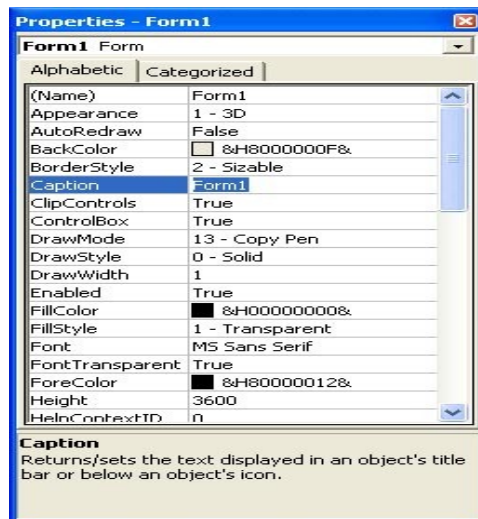 Properties - Form1
Form1 Form
Alphabetic Categorized
(Name) Form1
Appearance 1 - 3D
AutoRedraw False
BackColor &H8000000F&
BorderStyle 2 - Sizable
Caption Form1
ClipControls True
ControlBox True
DrawMode 13 - Copy Pen
DrawStyle 0 - Solid
DrawWidth 1
Enabled True
FillColor &H00000000&
FillStyle 1 - Transparent
Font MS Sans Serif
FontTransparent True
ForeColor &H80000012&
Height 3600
HelpContextID 0
Caption
Returns/sets the text displayed in an object's title
bar or below an object's icon.